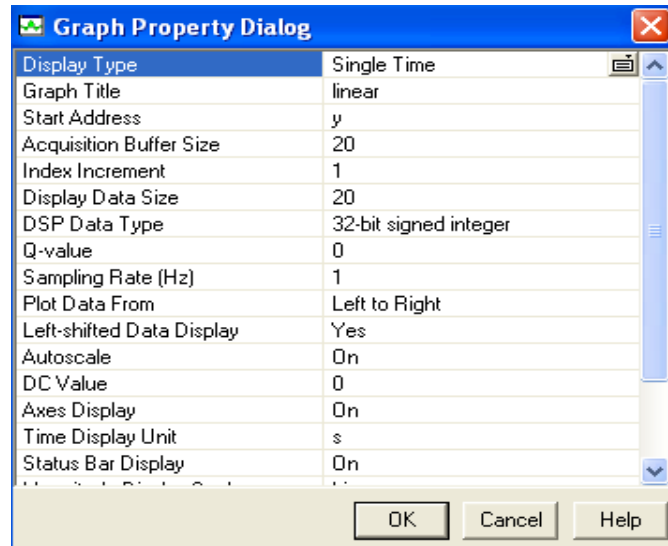 Graph Property Dialog
Display Type Single Time
Graph Title linear
Start Address y
Acquisition Buffer Size 20
Index Increment 1
Display Data Size 20
DSP Data Type 32-bit signed integer
Q-value 0
Sampling Rate (Hz) 1
Plot Data From Left to Right
Left-shifted Data Display Yes
Autoscale On
DC Value 0
Axes Display On
Time Display Unit s
Status Bar Display On
OK Cancel Help